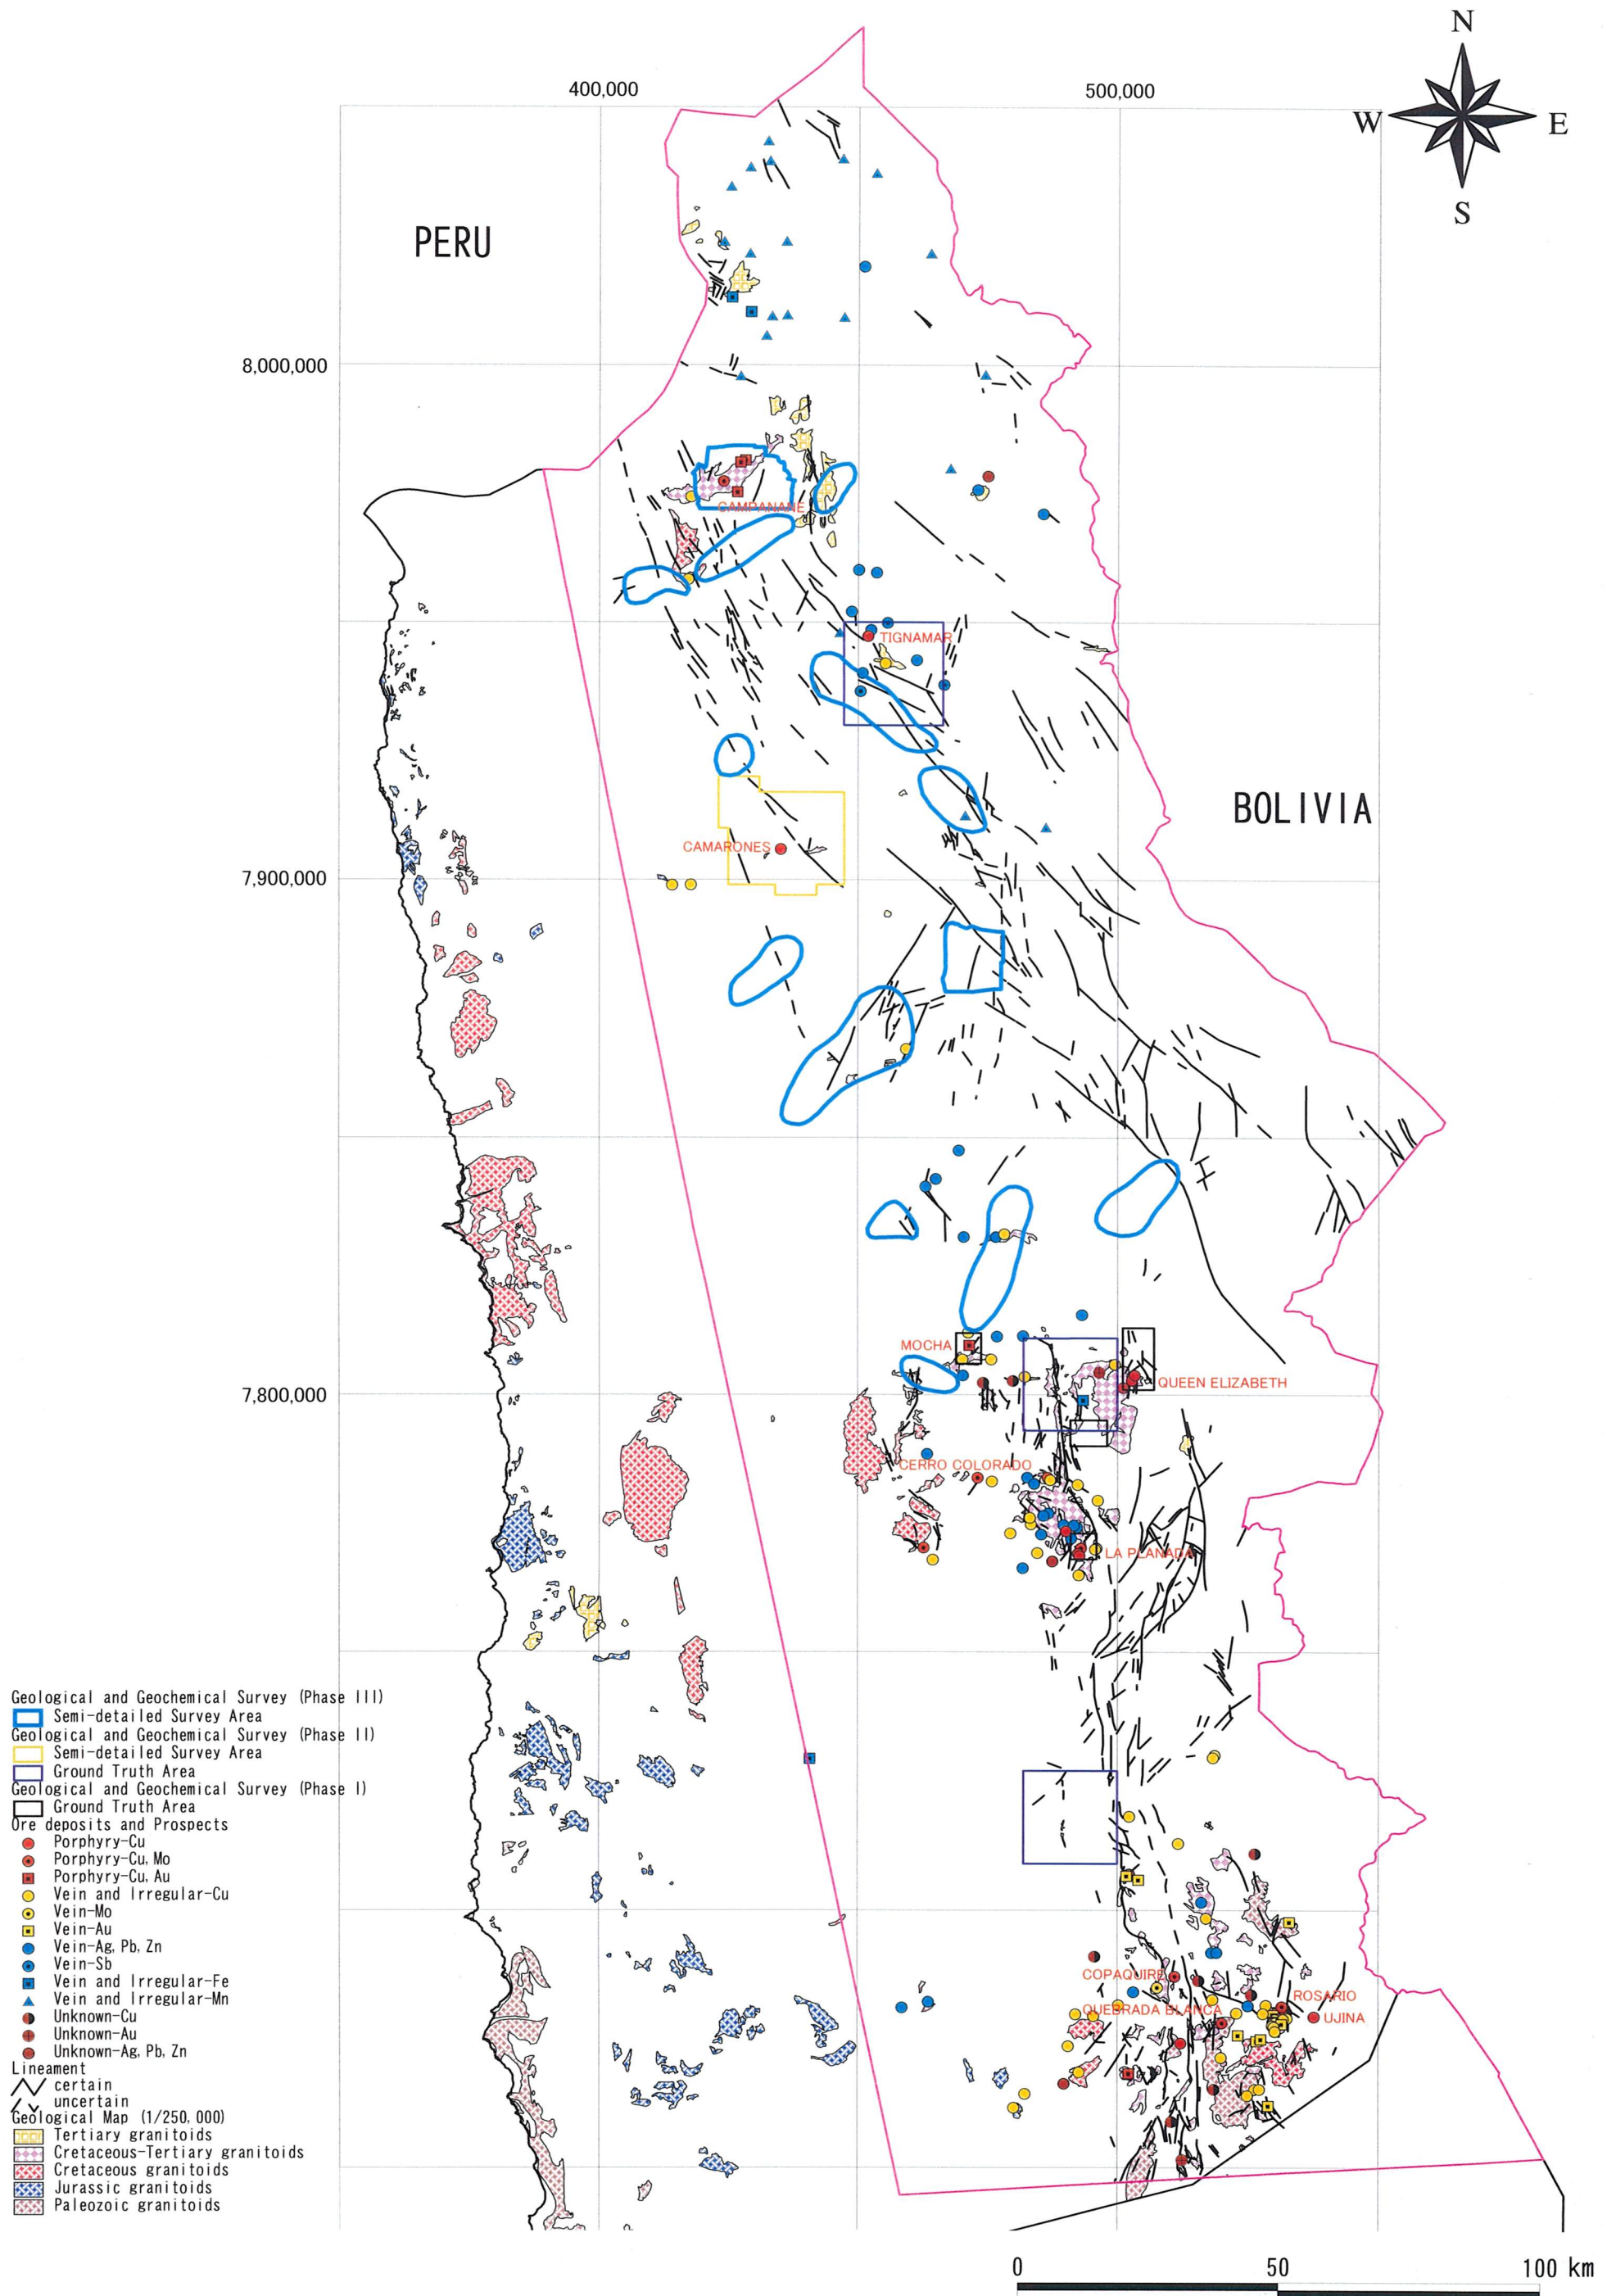 N
400,000
500,000
W
E
S
PERU
8,000,000
CAMPANANE
TIGNAMAR
BOLIVIA
CAMARONES
7,900,000
MOCHA
QUEEN ELIZABETH
7,800,000
CERRO COLORADO
LA PLANADA
Geological and Geochemical Survey (Phase III)
Semi-detailed Survey Area
Geological and Geochemical Survey (Phase II)
Semi-detailed Survey Area
Ground Truth Area
Geological and Geochemical Survey (Phase I)
Ground Truth Area
Ore deposits and Prospects
Porphyry-Cu
Porphyry-Cu, Mo
Porphyry-Cu, Au
Vein and Irregular-Cu
Vein-Mo
Vein-Au
Vein-Ag, Pb, Zn
Vein-Sb
Vein and Irregular-Fe
Vein and Irregular-Mn
Unknown-Cu
Unknown-Au
Unknown-Ag, Pb, Zn
Lineament
certain
uncertain
Geological Map (1/250,000)
Tertiary granitoids
Cretaceous-Tertiary granitoids
Cretaceous granitoids
Jurassic granitoids
Paleozoic granitoids
COPAQUIRE
ROSARIO
QUEBRADA BLANCA
UJINA
0 50 100 km